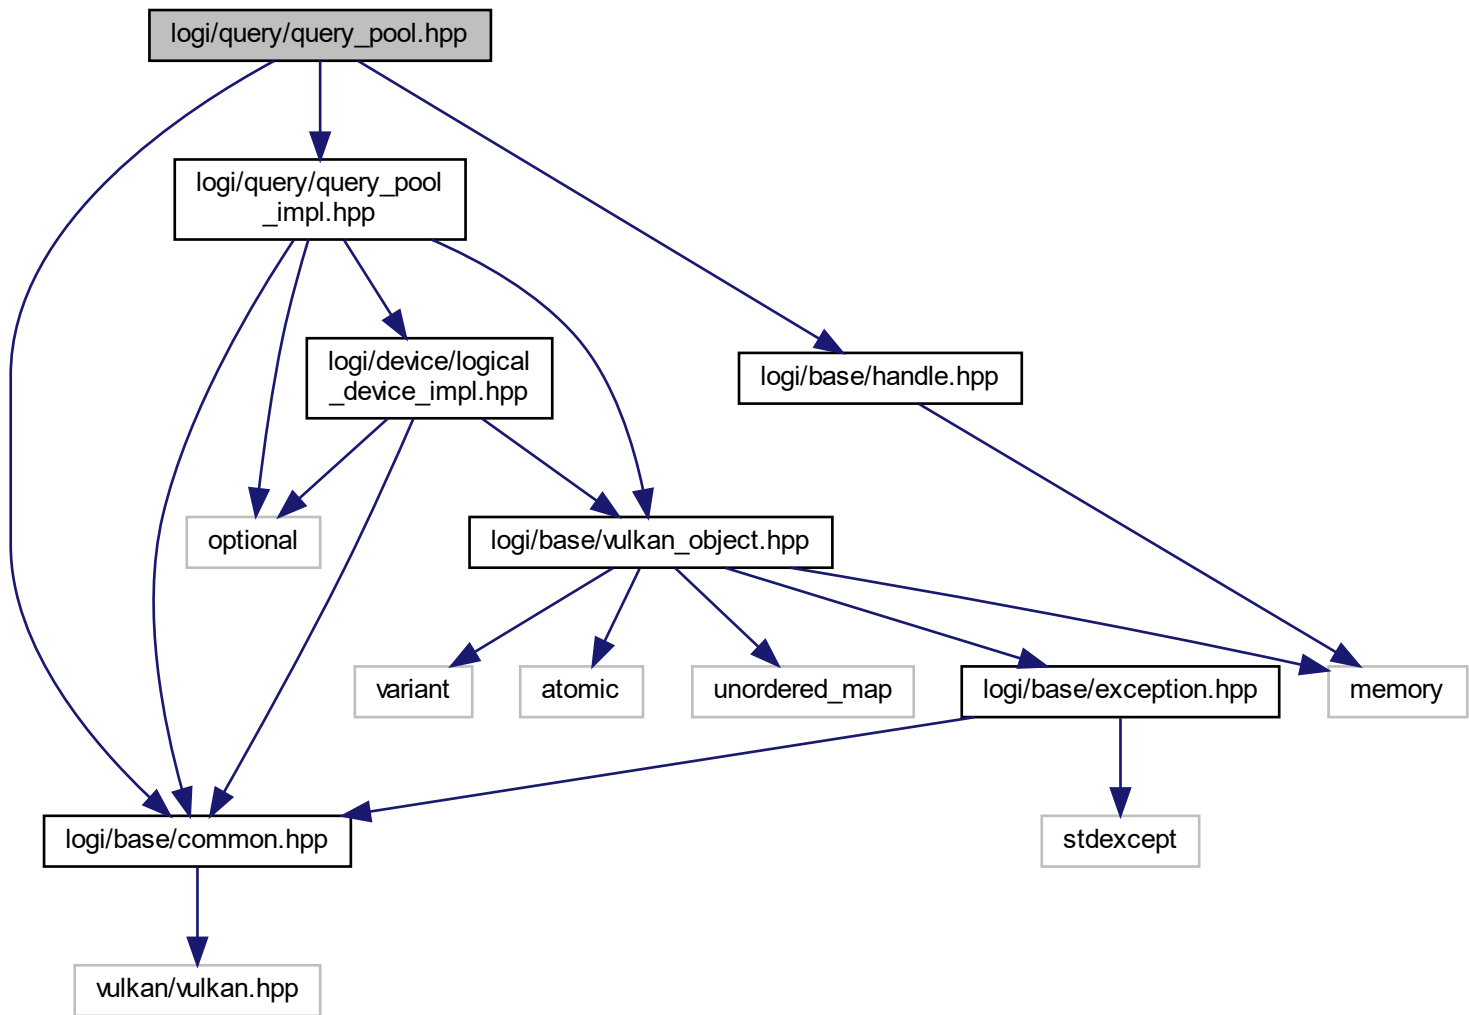 logi/query/query_pool.hpp
logi/query/query_pool
_impl.hpp
logi/device/logical
_device_impl.hpp
logi/base/handle.hpp
optional
logi/base/vulkan_object.hpp
variant
atomic
unordered_map
logi/base/exception.hpp
memory
logi/base/common.hpp
stdexcept
vulkan/vulkan.hpp